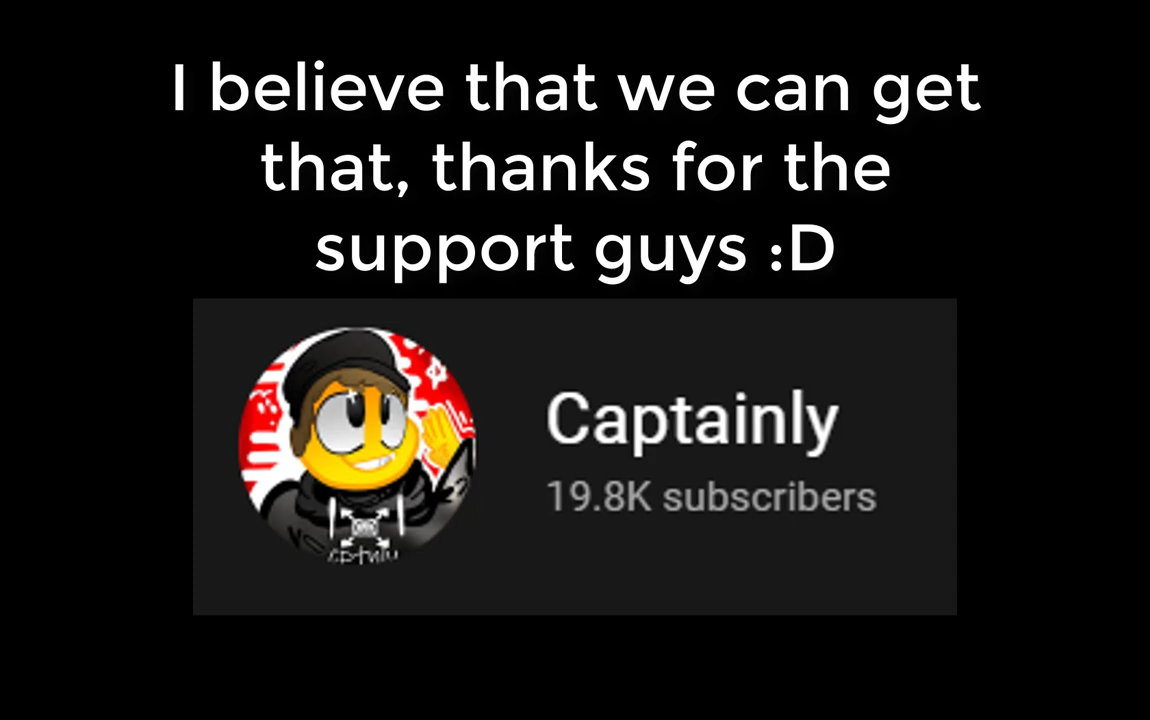 I believe that we can get
that, thanks for the
support guys :D
Captainly
19.8K subscribers